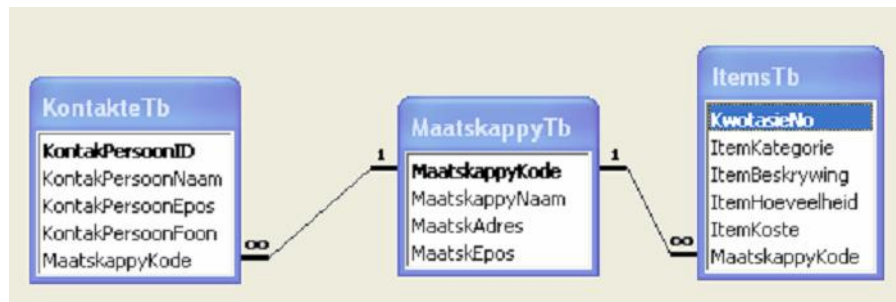 KontakteTb
KontakPersoonID
KontakPersoonNaam
KontakPersoonEpos
KontakPersoonFoon
MaatskappyKode
1
∞
MaatskappyTb
MaatskappyKode
MaatskappyNaam
MaatskAdres
MaatskEpos
1
∞
ItemsTb
KwotasieNo
ItemKategorie
ItemBeskrywing
ItemHoeveelheid
ItemKoste
MaatskappyKode